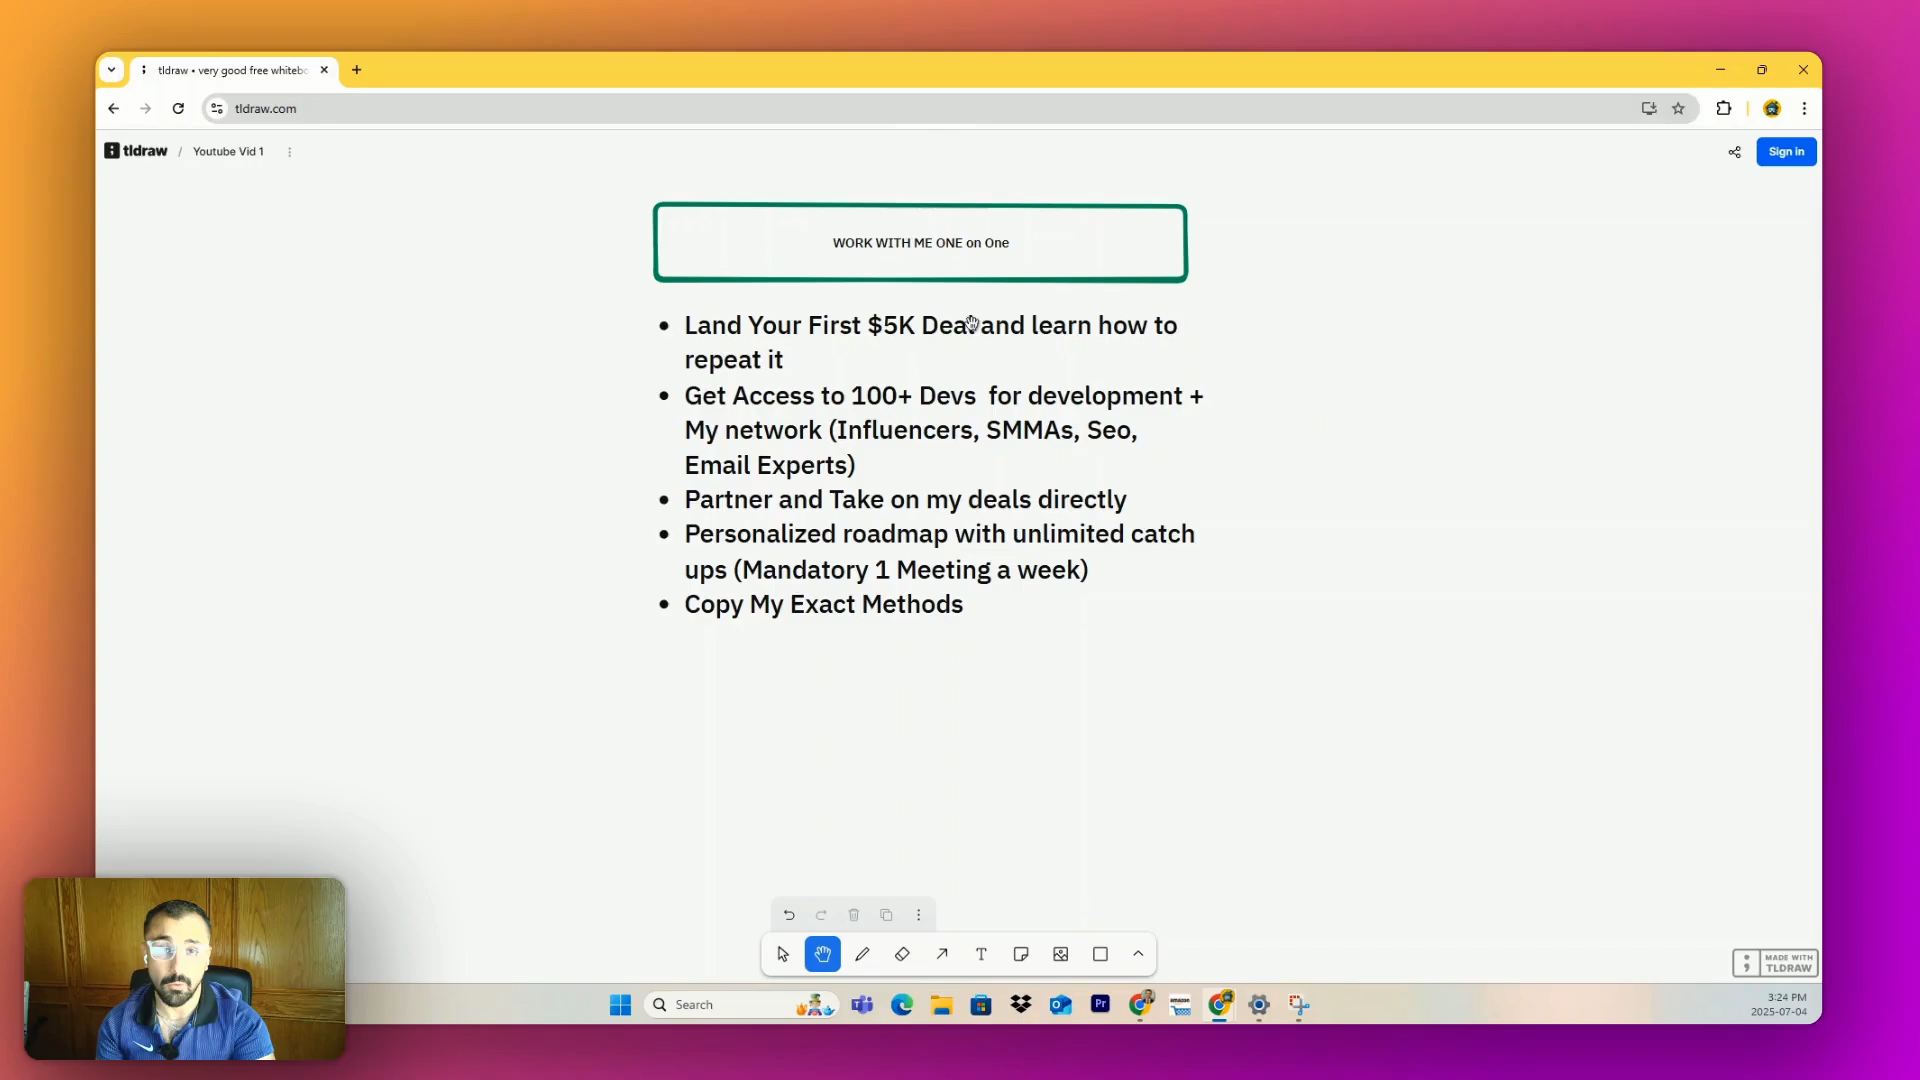 tldraw • very good free whitebo
tldraw.com
tldraw / Youtube Vid 1
Sign in
WORK WITH ME ONE on One
• Land Your First $5K Deal and learn how to
repeat it
• Get Access to 100+ Devs for development +
My network (Influencers, SMMAs, Seo,
Email Experts)
• Partner and Take on my deals directly
• Personalized roadmap with unlimited catch
ups (Mandatory 1 Meeting a week)
• Copy My Exact Methods
T
MADE WITH
TLDRAW
Search
Pr
amazon
3:24 PM
2025-07-04